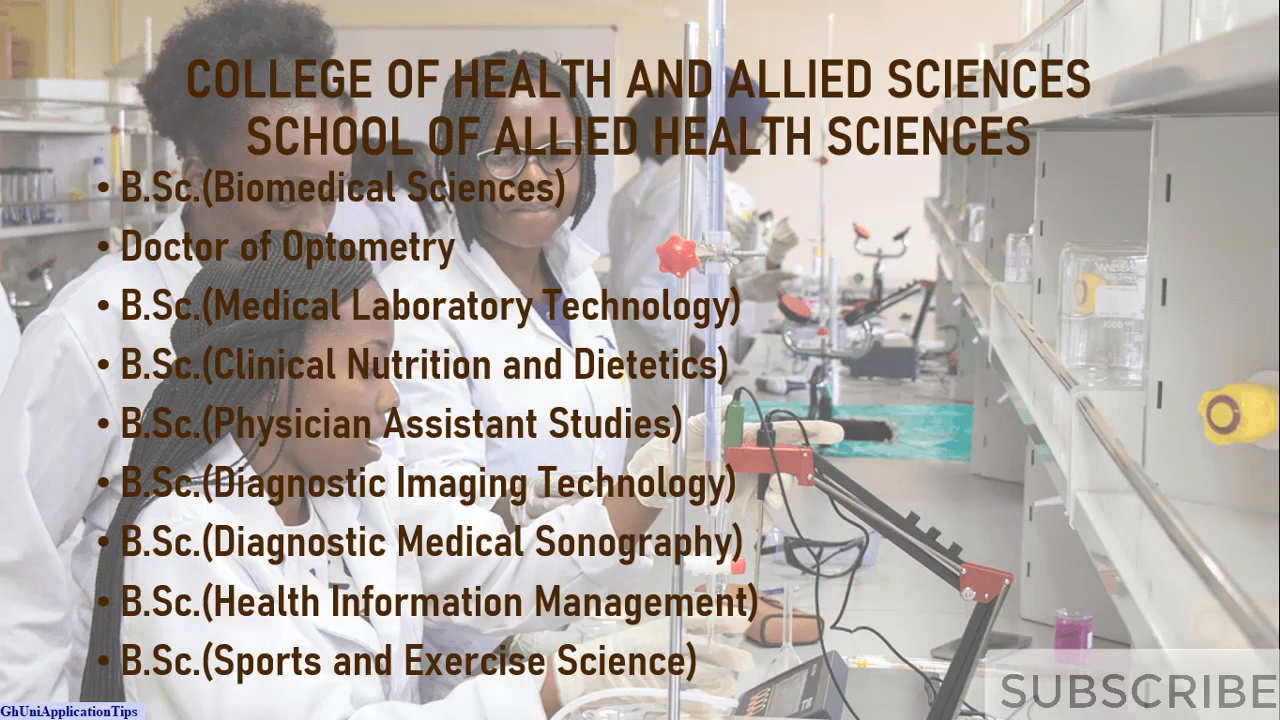 COLLEGE OF HEALTH AND ALLIED SCIENCES
SCHOOL OF ALLIED HEALTH SCIENCES
• B.Sc.(Biomedical Sciences)
• Doctor of Optometry
• B.Sc.(Medical Laboratory Technology)
• B.Sc.(Clinical Nutrition and Dietetics)
• B.Sc.(Physician Assistant Studies)
• B.Sc.(Diagnostic Imaging Technology)
• B.Sc.(Diagnostic Medical Sonography)
• B.Sc.(Health Information Management)
• B.Sc.(Sports and Exercise Science)
GhUniApplicationTips
SUBSCRIBE